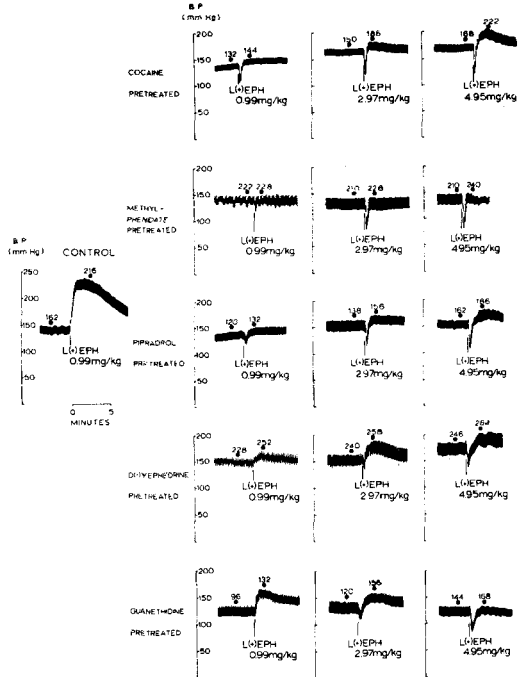 B P
(mm Hg)
200
150
100
50
COCAINE
PRETREATED
132 144
L(+)EPH
0.99mg/kg
150 186
L(+)EPH
2.97mg/kg
168 222
L(+)EPH
4.95mg/kg
200
150
100
50
METHYL-
PHENIDATE
PRETREATED
222 228
L(+)EPH
0.99mg/kg
210 228
L(+)EPH
2.97mg/kg
210 240
L(+)EPH
4.95mg/kg
B P
(mm Hg)
CONTROL
250
200
150
100
50
162
216
L(+)EPH
0.99mg/kg
0 5
MINUTES
200
150
100
50
PIPRADROL
PRETREATED
120 132
L(+)EPH
0.99mg/kg
138 156
L(+)EPH
2.97mg/kg
162 186
L(+)EPH
4.95mg/kg
200
150
100
50
PRETREATED
228 252
L(+)EPH
0.99mg/kg
240 258
L(+)EPH
2.97mg/kg
246 264
L(+)EPH
4.95mg/kg
200
150
100
50
GUANETHIDINE
PRETREATED
96 132
L(+)EPH
0.99mg/kg
120 156
L(+)EPH
2.97mg/kg
144 168
L(+)EPH
4.95mg/kg